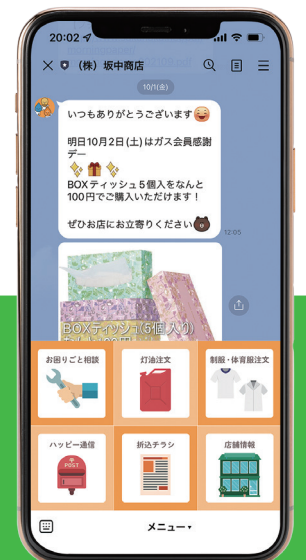 20:02
(株) 坂中商店
10/1(金)
いつもありがとうございます
明日10月2日(土)はガス会員感謝
デー
BOXティッシュ5個入をなんと
100円でご購入いただけます!
ぜひお店にお立寄りください
12:05
BOXティッシュ(5個入り)
お困りごと相談
灯油注文
制服・体育服注文
ハッピー通信
折込チラシ
店舗情報
POST
メニュー▾